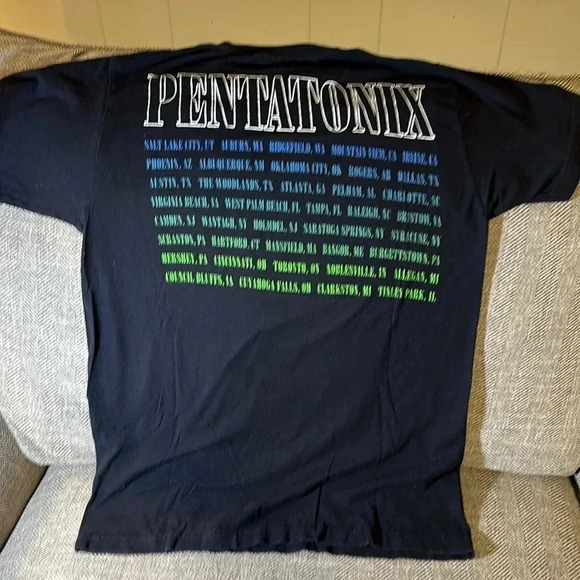 PENTATONIX
SALT LAKE CITY, UT AUBURN, WA RIDGEFIELD, WA MOUNTAIN VIEW, CA IRVINE, CA
PHOENIX, AZ ALBUQUERQUE, NM OKLAHOMA CITY, OK ROGERS, AR DALLAS, TX
AUSTIN, TX THE WOODLANDS, TX ATLANTA, GA PELHAM, AL CHARLOTTE, NC
VIRGINIA BEACH, VA WEST PALM BEACH, FL TAMPA, FL RALEIGH, NC BRISTOW, VA
CAMDEN, NJ WANTAGH, NY HOLMDEL, NJ SARATOGA SPRINGS, NY SYRACUSE, NY
SCRANTON, PA HARTFORD, CT MANSFIELD, MA BANGOR, ME BURGETTSTOWN, PA
HERSHEY, PA CINCINNATI, OH TORONTO, ON NOBLESVILLE, IN ALLEGAN, MI
COUNCIL BLUFFS, IA CUYAHOGA FALLS, OH CLARKSTON, MI TINLEY PARK, IL